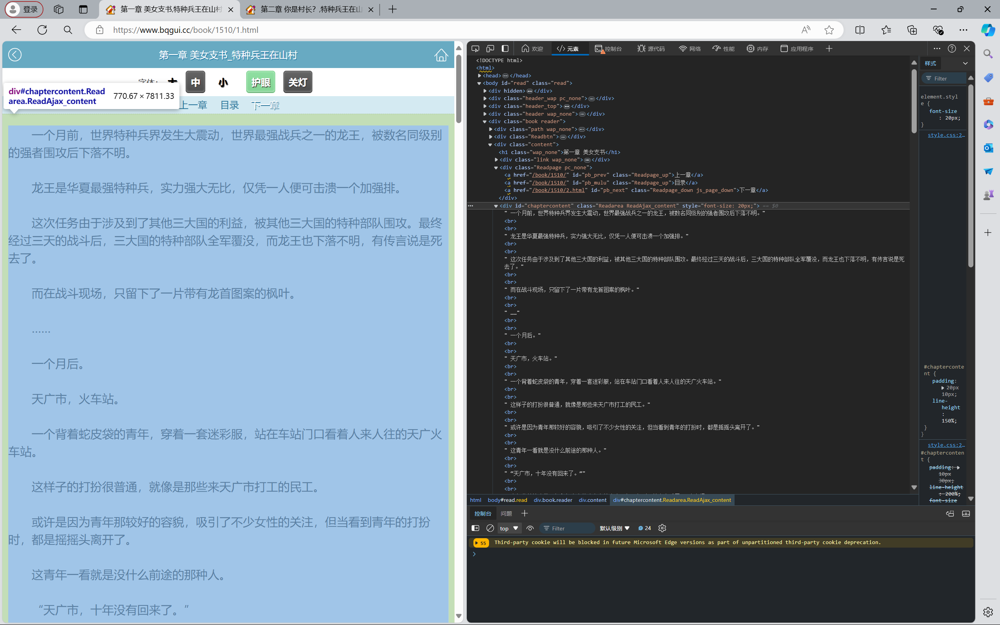 登录
第一章 美女支书,特种兵王在山村
第二章 你是村长？,特种兵王在山
https://www.bqgui.cc/book/1510/1.html
第一章 美女支书_特种兵王在山村
中 小 护眼 关灯
div#chaptercontent.Read
area.ReadAjax_content
770.67 × 7811.33
上一章 目录 下一章
一个月前，世界特种兵界发生大震动，世界最强战兵之一的龙王，被数名同级别
的强者围攻后下落不明。
龙王是华夏最强特种兵，实力强大无比，仅凭一人便可击溃一个加强排。
这次任务由于涉及到了其他三大国的利益，被其他三大国的特种部队围攻。最终
经过三天的战斗后，三大国的特种部队全军覆没，而龙王也下落不明，有传言说是死
去了。
而在战斗现场，只留下了一片带有龙首图案的枫叶。
……
一个月后。
天广市，火车站。
一个背着蛇皮袋的青年，穿着一套迷彩服，站在车站门口看着人来人往的天广火
车站。
这样子的打扮很普通，就像是那些来天广市打工的民工。
或许是因为青年那较好的容貌，吸引了不少女性的关注，但当看到青年的打扮
时，都是摇摇头离开了。
这青年一看就是没什么前途的那种人。
“天广市，十年没有回来了。”
欢迎 </> 元素 控制台 源代码 网络 性能 内存 应用程序
<!DOCTYPE html>
<html>
<head> </head>
<body id="read" class="read">
<div hidden> </div>
<div class="header_wap pc_none"> </div>
<div class="header_top"> </div>
<div class="header wap_none"> </div>
<div class="book reader">
<div class="path wap_none"> </div>
<div class="Readbtn"> </div>
<div class="content">
<h1 class="wap_none">第一章 美女支书</h1>
<div class="link wap_none"> </div>
<div class="Readpage pc_none">
<a href="/book/1510/" id="pb_prev" class="Readpage_up">上一章</a>
<a href="/book/1510/" id="pb_mulu" class="Readpage_up">目录</a>
<a href="/book/1510/2.html" id="pb_next" class="Readpage_down js_page_down">下一章</a>
</div>
<div id="chaptercontent" class="Readarea ReadAjax_content" style="font-size: 20px;"> == $0
" 一个月前，世界特种兵界发生大震动，世界最强战兵之一的龙王，被数名同级别的强者围攻后下落不明。"
<br>
<br>
" 龙王是华夏最强特种兵，实力强大无比，仅凭一人便可击溃一个加强排。"
<br>
<br>
" 这次任务由于涉及到了其他三大国的利益，被其他三大国的特种部队围攻。最终经过三天的战斗后，三大国的特种部队全军覆没，而龙王也下落不明，有传言说是死
去了。"
<br>
<br>
" 而在战斗现场，只留下了一片带有龙首图案的枫叶。"
<br>
<br>
" ……"
<br>
<br>
" 一个月后。"
<br>
<br>
" 天广市，火车站。"
<br>
<br>
" 一个背着蛇皮袋的青年，穿着一套迷彩服，站在车站门口看着人来人往的天广火车站。"
<br>
<br>
" 这样子的打扮很普通，就像是那些来天广市打工的民工。"
<br>
<br>
" 或许是因为青年那较好的容貌，吸引了不少女性的关注，但当看到青年的打扮时，都是摇摇头离开了。"
<br>
<br>
" 这青年一看就是没什么前途的那种人。"
<br>
<br>
" “天广市，十年没有回来了。”"
<br>
<br>
html body#read.read div.book.reader div.content div#chaptercontent.Readarea.ReadAjax_content
样式
Filter
element.styl
e {
font-size
: 20px;
}
style.css:2…
#chapterconte
nt {
padding:
20px
10px;
line-
height
:
150%;
}
}
style.css:2…
#chapterconten
t {
padding:
10px
30px;
line-height
: 200%;
font-size
控制台 问题
top Filter 默认级别 24
55 Third-party cookie will be blocked in future Microsoft Edge versions as part of unpartitioned third-party cookie deprecation.